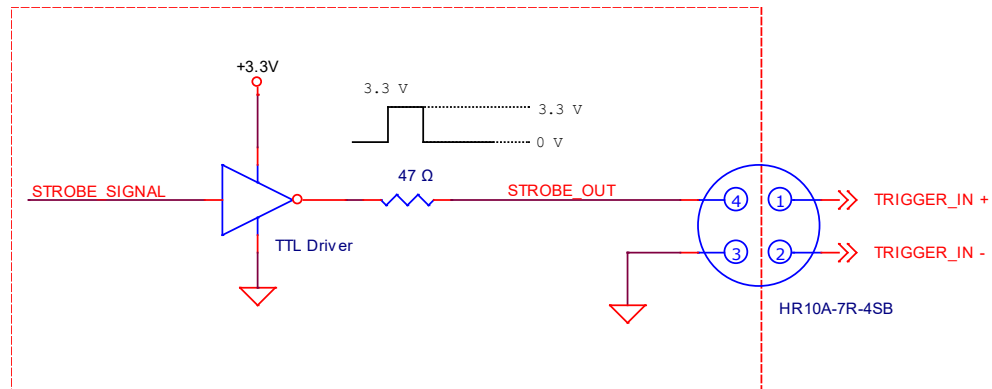 +3.3V
3.3 V
3.3 V
0 V
47 Ω
STROBE_SIGNAL
STROBE_OUT
TTL Driver
4
1
TRIGGER_IN +
3
2
TRIGGER_IN -
HR10A-7R-4SB